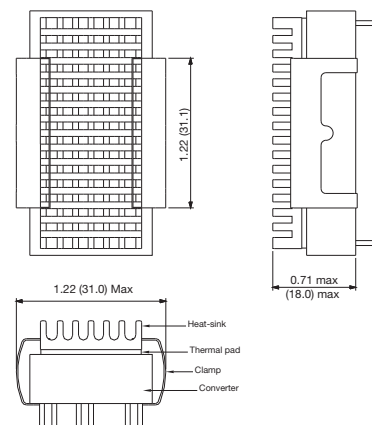 1.22 (31.1)
0.71 max
(18.0) max
1.22 (31.0) Max
Heat-sink
Thermal pad
Clamp
Converter